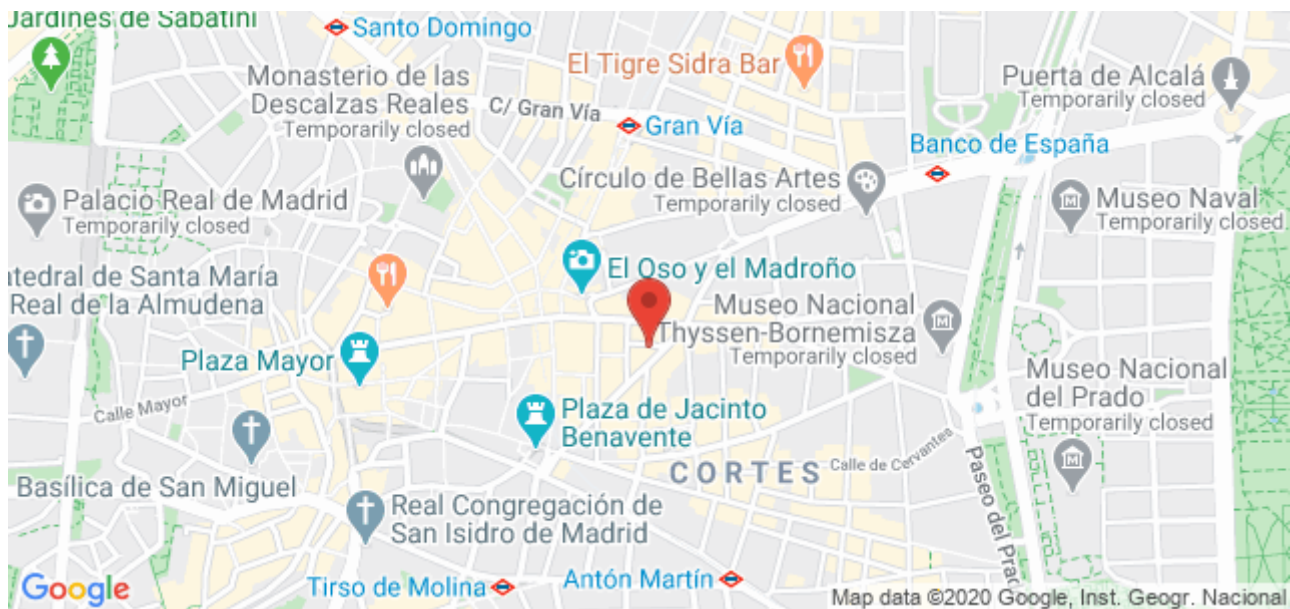 Jardines de Sabatini
Santo Domingo
El Tigre Sidra Bar
Monasterio de las
Descalzas Reales
Temporarily closed
C/ Gran Vía
Gran Vía
Puerta de Alcalá
Temporarily closed
Banco de España
Círculo de Bellas Artes
Temporarily closed
Palacio Real de Madrid
Temporarily closed
Museo Naval
Temporarily closed
El Oso y el Madroño
atedral de Santa María
Real de la Almudena
Museo Nacional
Thyssen-Bornemisza
Temporarily closed
Plaza Mayor
Museo Nacional
del Prado
Temporarily closed
Calle Mayor
Plaza de Jacinto
Benavente
CORTES
Calle de Cervantes
Paseo del Prad
Basílica de San Miguel
Real Congregación de
San Isidro de Madrid
Tirso de Molina
Antón Martín
Google
Map data ©2020 Google, Inst. Geogr. Nacional